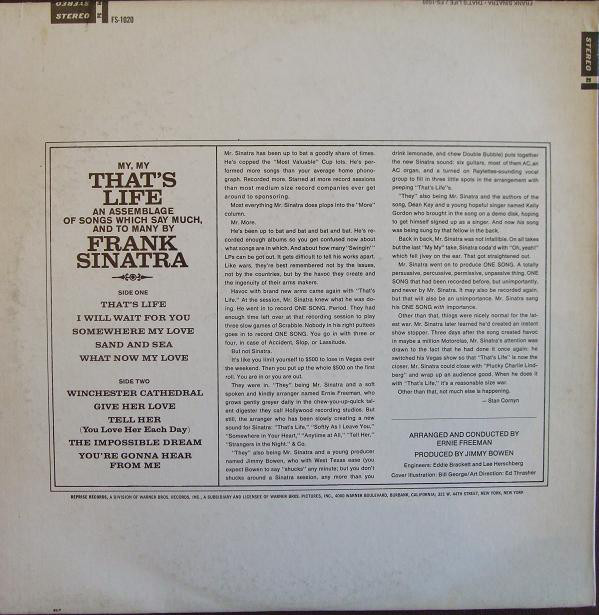 STEREO
FS-1020
FRANK SINATRA · THAT'S LIFE / FS-1020
STEREO
MY, MY
THAT'S
LIFE
AN ASSEMBLAGE
OF SONGS WHICH SAY MUCH,
AND TO MANY BY
FRANK
SINATRA
SIDE ONE
THAT'S LIFE
I WILL WAIT FOR YOU
SOMEWHERE MY LOVE
SAND AND SEA
WHAT NOW MY LOVE
SIDE TWO
WINCHESTER CATHEDRAL
GIVE HER LOVE
TELL HER
(You Love Her Each Day)
THE IMPOSSIBLE DREAM
YOU'RE GONNA HEAR
FROM ME
Mr. Sinatra has been up to bat a goodly share of times.
He's copped the "Most Valuable" Cup lots. He's per-
formed more songs than your average home phono-
graph. Recorded more. Starred at more record sessions
than most medium size record companies ever get
around to sponsoring.
Most everything Mr. Sinatra does plops into the "More"
column.
Mr. More.
He's been up to bat and bat and bat and bat. He's re-
corded enough albums so you get confused now about
what songs are in which. And about how many "Swingin'"
LPs can be got out. It gets difficult to tell his works apart.
Like wars, they're best remembered not by the issues,
not by the countries, but by the havoc they create and
the ingenuity of their arms makers.
Havoc with brand new arms came again with "That's
Life." At the session, Mr. Sinatra knew what he was do-
ing. He went in to record ONE SONG. Period. They had
enough time left over at that recording session to play
three slow games of Scrabble. Nobody in his right puttees
goes in to record ONE SONG. You go in with three or
four, in case of Accident, Slop, or Lassitude.
But not Sinatra.
It's like you limit yourself to $500 to lose in Vegas over
the weekend. Then you put up the whole $500 on the first
roll. You are in or you are out.
They were in. "They" being Mr. Sinatra and a soft
spoken and kindly arranger named Ernie Freeman, who
grows gently greyer daily in the chew-you-up-quick tal-
ent digester they call Hollywood recording studios. But
still, the arranger who has been slowly creating a new
sound for Sinatra: "That's Life," "Softly As I Leave You,"
"Somewhere in Your Heart," "Anytime at All," "Tell Her,"
"Strangers in the Night." & Co.
"They" also being Mr. Sinatra and a young producer
named Jimmy Bowen, who with West Texas ease (you
expect Bowen to say "shucks" any minute; but you don't
shucks around a Sinatra session, any more than you
drink lemonade, and chew Double Bubble) puts together
the new Sinatra sound: six guitars, most of them AC, an
AC organ, and a turned on Raylettes-sounding vocal
group to fill in three little spots in the arrangement with
peeping "That's Life"s.
"They" also being Mr. Sinatra and the authors of the
song, Dean Kay and a young hopeful singer named Kelly
Gordon who brought in the song on a demo disk, hoping
to get himself signed up as a singer. And now his song
was being sung by that fellow in the back.
Back in back, Mr. Sinatra was not infallible. On all takes
but the last "My My" take, Sinatra coda'd with "Oh, yeah!"
which fell jivey on the ear. That got straightened out.
Mr. Sinatra went on to produce ONE SONG. A totally
persuasive, percussive, permissive, unpassive thing. ONE
SONG that had been recorded before, but unimportantly,
and never by Mr. Sinatra. It may also be recorded again,
but that will also be an unimportance. Mr. Sinatra sang
his ONE SONG with importance.
Other than that, things were nicely normal for the lat-
est war. Mr. Sinatra later learned he'd created an instant
show stopper. Three days after the song created havoc
in maybe a million Motorolas, Mr. Sinatra's attention was
drawn to the fact that he had done it once again: he
switched his Vegas show so that "That's Life" is now the
closer. Mr. Sinatra could close with "Plucky Charlie Lind-
berg" and wrap up an audience good. When he does it
with "That's Life," it's a reasonable size war.
Other than that, not much else is happening.
— Stan Cornyn
ARRANGED AND CONDUCTED BY
ERNIE FREEMAN
PRODUCED BY JIMMY BOWEN
Engineers: Eddie Brackett and Lee Herschberg
Cover Illustration: Bill George/Art Direction: Ed Thrasher
REPRISE RECORDS, A DIVISION OF WARNER BROS. RECORDS, INC., A SUBSIDIARY AND LICENSEE OF WARNER BROS. PICTURES, INC., 4000 WARNER BOULEVARD, BURBANK, CALIFORNIA; 321 W. 44TH STREET, NEW YORK, NEW YORK